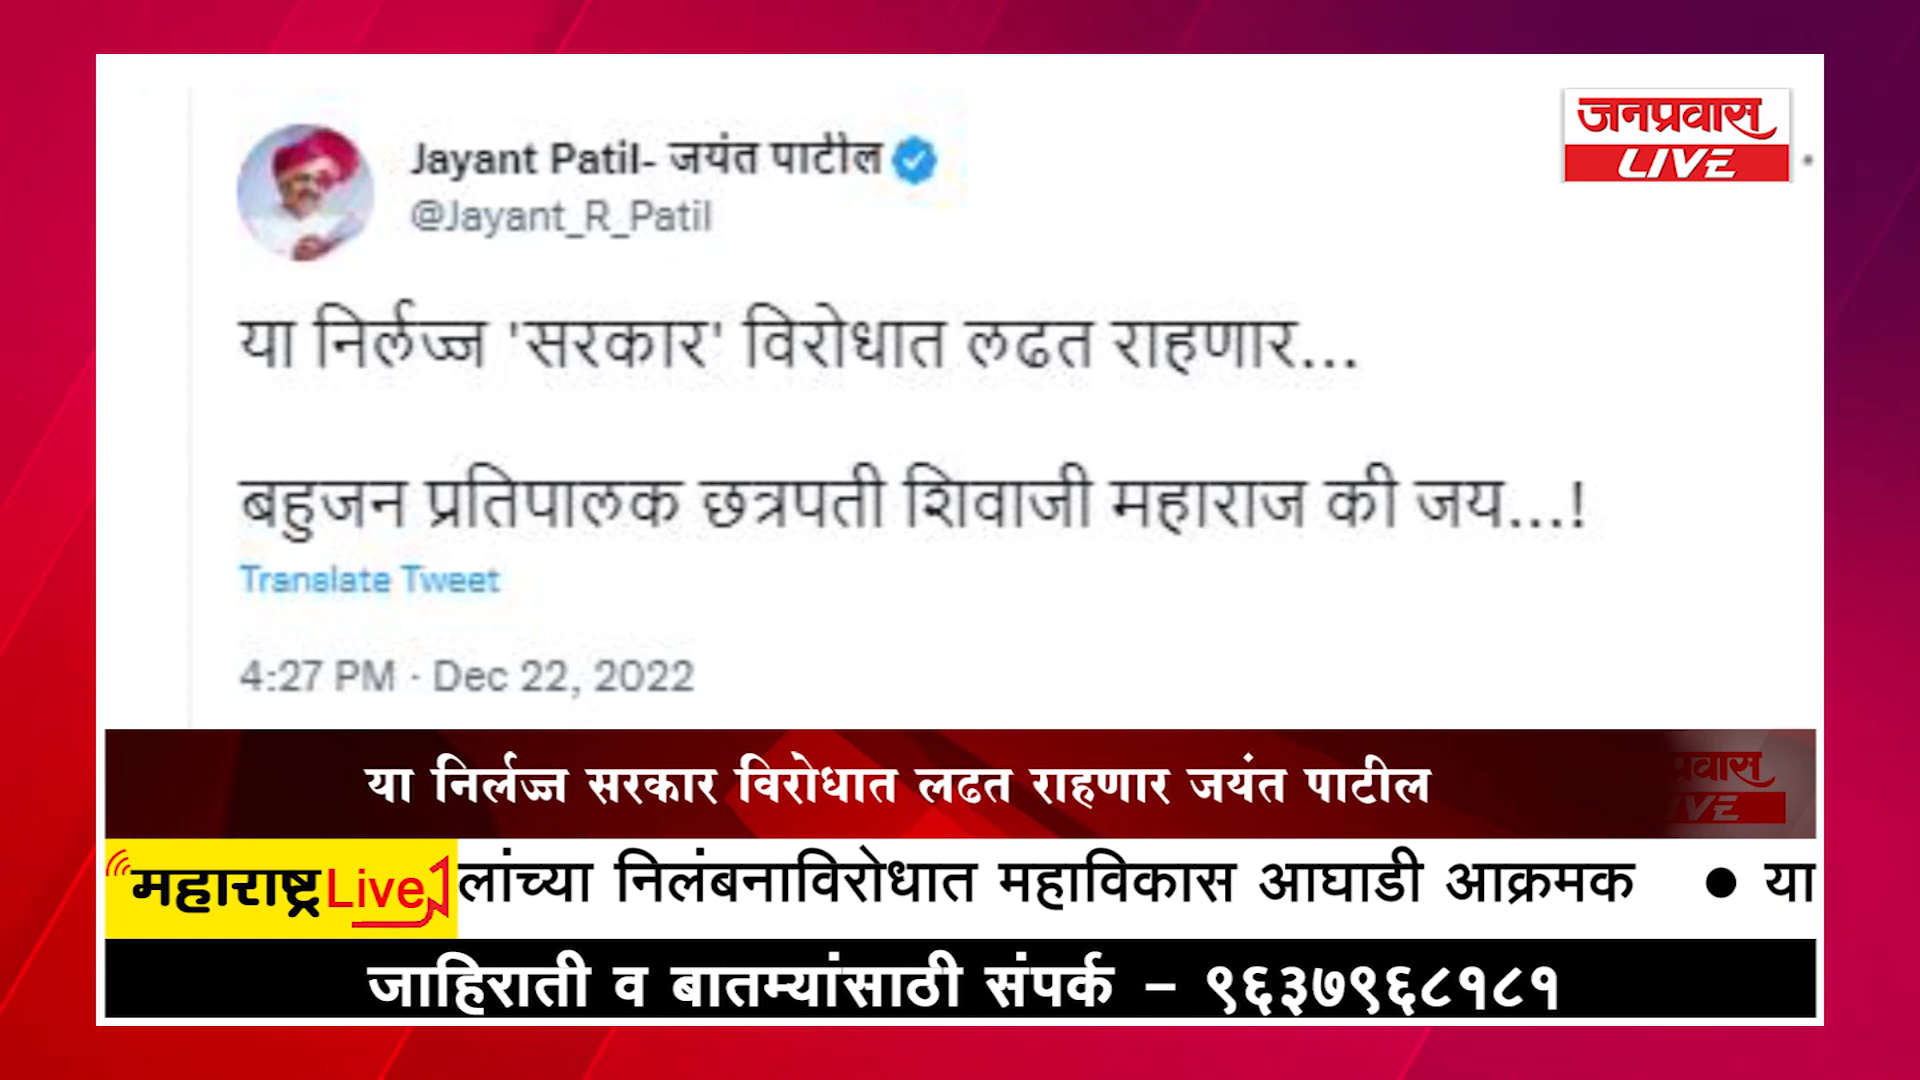 Jayant Patil- जयंत पाटील
@Jayant_R_Patil
जनप्रवास
LIVE
या निर्लज्ज 'सरकार' विरोधात लढत राहणार...
बहुजन प्रतिपालक छत्रपती शिवाजी महाराज की जय...!
Translate Tweet
4:27 PM · Dec 22, 2022
या निर्लज्ज सरकार विरोधात लढत राहणार जयंत पाटील
महाराष्ट्र Live
लांच्या निलंबनाविरोधात महाविकास आघाडी आक्रमक ● या
जाहिराती व बातम्यांसाठी संपर्क – ९६३७९६८१८१